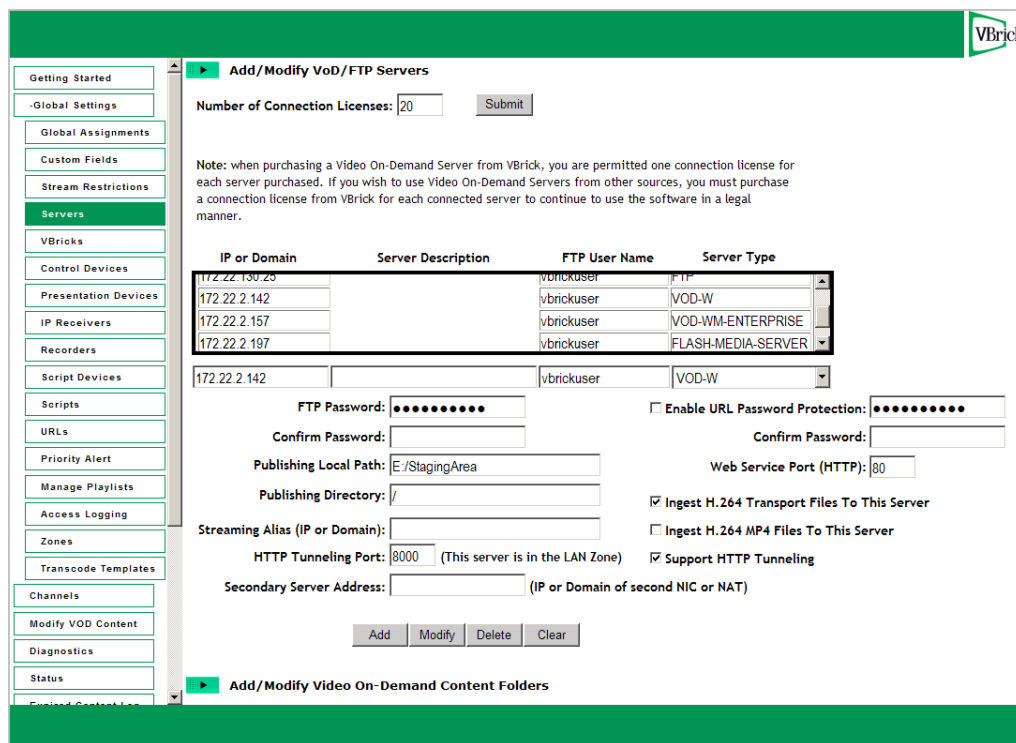 VBrick
Getting Started
-Global Settings
Global Assignments
Custom Fields
Stream Restrictions
Servers
VBricks
Control Devices
Presentation Devices
IP Receivers
Recorders
Script Devices
Scripts
URLs
Priority Alert
Manage Playlists
Access Logging
Zones
Transcode Templates
Channels
Modify VOD Content
Diagnostics
Status
Expired Content Log
Add/Modify VoD/FTP Servers
Number of Connection Licenses: 20 Submit
Note: when purchasing a Video On-Demand Server from VBrick, you are permitted one connection license for
each server purchased. If you wish to use Video On-Demand Servers from other sources, you must purchase
a connection license from VBrick for each connected server to continue to use the software in a legal
manner.
IP or Domain Server Description FTP User Name Server Type
172.22.130.25 vbrickuser FTP
172.22.2.142 vbrickuser VOD-W
172.22.2.157 vbrickuser VOD-WM-ENTERPRISE
172.22.2.197 vbrickuser FLASH-MEDIA-SERVER
172.22.2.142 vbrickuser VOD-W
FTP Password: ●●●●●●●●●● Enable URL Password Protection: ●●●●●●●●●●
Confirm Password: Confirm Password:
Publishing Local Path: E:/StagingArea Web Service Port (HTTP): 80
Publishing Directory: / Ingest H.264 Transport Files To This Server
Streaming Alias (IP or Domain): Ingest H.264 MP4 Files To This Server
HTTP Tunneling Port: 8000 (This server is in the LAN Zone) Support HTTP Tunneling
Secondary Server Address: (IP or Domain of second NIC or NAT)
Add Modify Delete Clear
Add/Modify Video On-Demand Content Folders